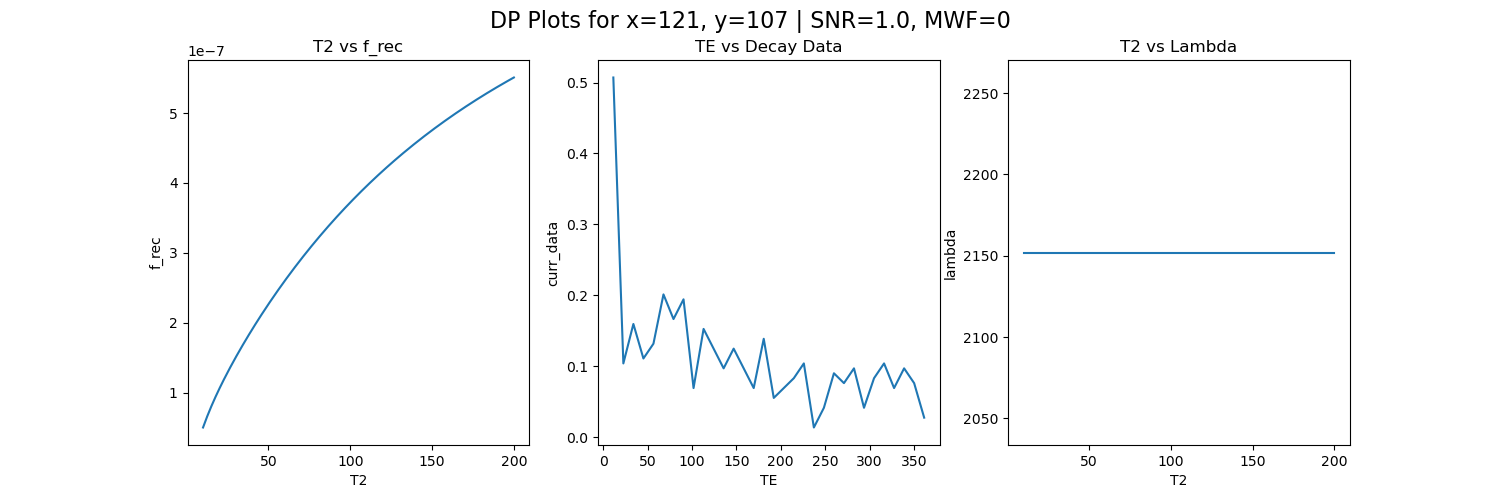 DP Plots for x=121, y=107 | SNR=1.0, MWF=0
T2 vs f_rec
1e−7
5
4
3
2
1
f_rec
50 100 150 200
T2
TE vs Decay Data
0.5
0.4
0.3
0.2
0.1
0.0
curr_data
0 50 100 150 200 250 300 350
TE
T2 vs Lambda
2250
2200
2150
2100
2050
lambda
50 100 150 200
T2